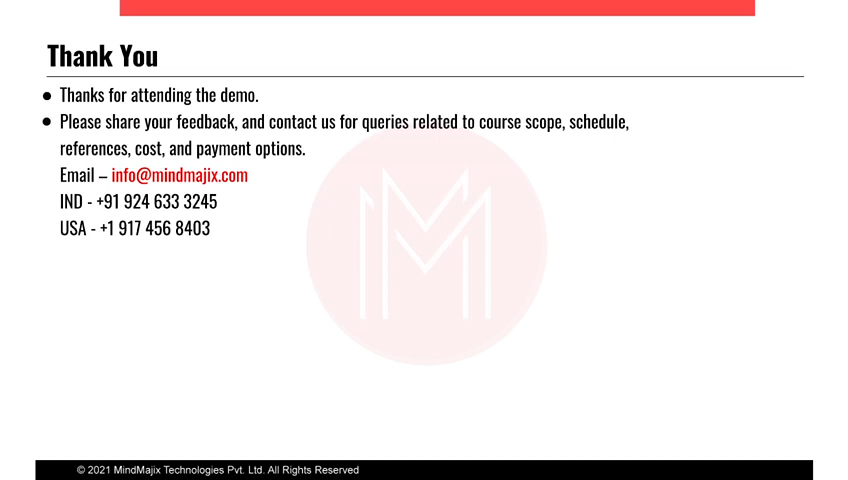 Thank You
● Thanks for attending the demo.
● Please share your feedback, and contact us for queries related to course scope, schedule,
references, cost, and payment options.
Email – info@mindmajix.com
IND - +91 924 633 3245
USA - +1 917 456 8403
© 2021 MindMajix Technologies Pvt. Ltd. All Rights Reserved